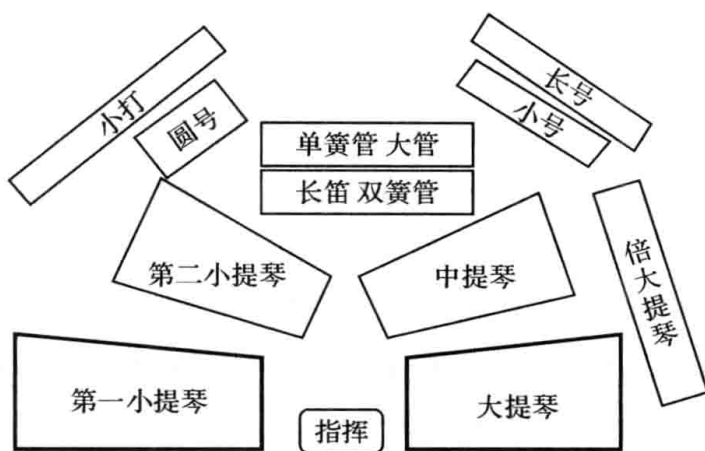 小打
圆号
长号
小号
单簧管 大管
长笛 双簧管
第二小提琴
中提琴
倍大提琴
第一小提琴
大提琴
指挥